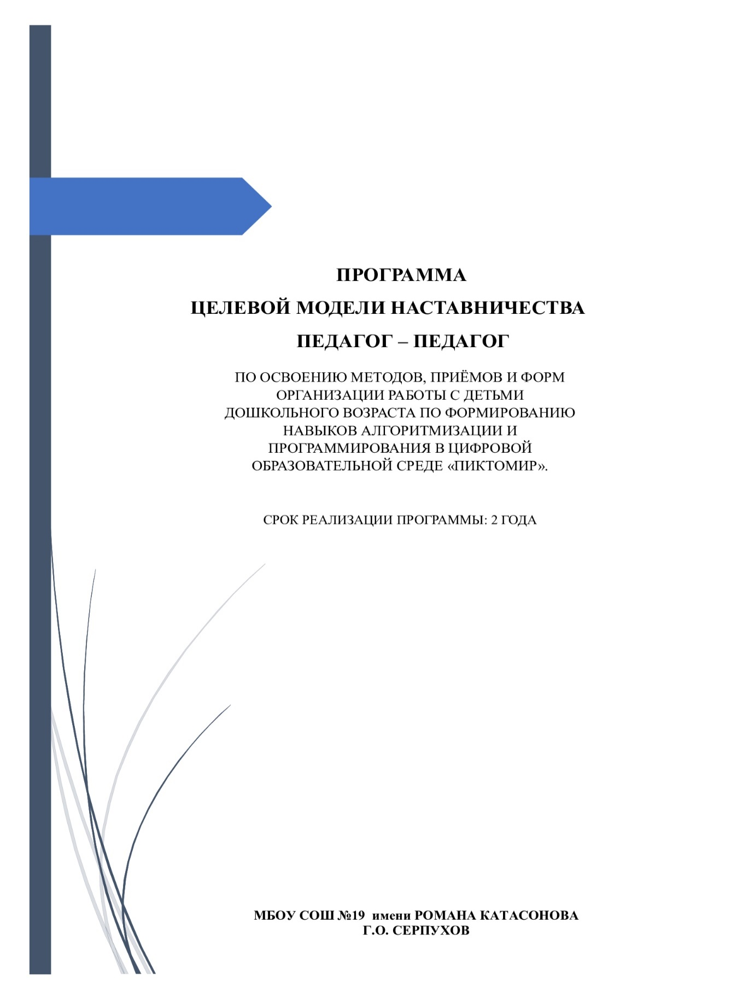 ПРОГРАММА
ЦЕЛЕВОЙ МОДЕЛИ НАСТАВНИЧЕСТВА
ПЕДАГОГ – ПЕДАГОГ
ПО ОСВОЕНИЮ МЕТОДОВ, ПРИЁМОВ И ФОРМ
ОРГАНИЗАЦИИ РАБОТЫ С ДЕТЬМИ
ДОШКОЛЬНОГО ВОЗРАСТА ПО ФОРМИРОВАНИЮ
НАВЫКОВ АЛГОРИТМИЗАЦИИ И
ПРОГРАММИРОВАНИЯ В ЦИФРОВОЙ
ОБРАЗОВАТЕЛЬНОЙ СРЕДЕ «ПИКТОМИР».
СРОК РЕАЛИЗАЦИИ ПРОГРАММЫ: 2 ГОДА
МБОУ СОШ №19 имени РОМАНА КАТАСОНОВА
Г.О. СЕРПУХОВ